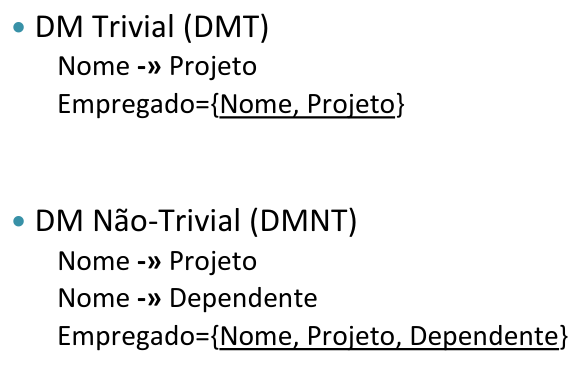 • DM Trivial (DMT)
Nome -» Projeto
Empregado={Nome, Projeto}
• DM Não-Trivial (DMNT)
Nome -» Projeto
Nome -» Dependente
Empregado={Nome, Projeto, Dependente}